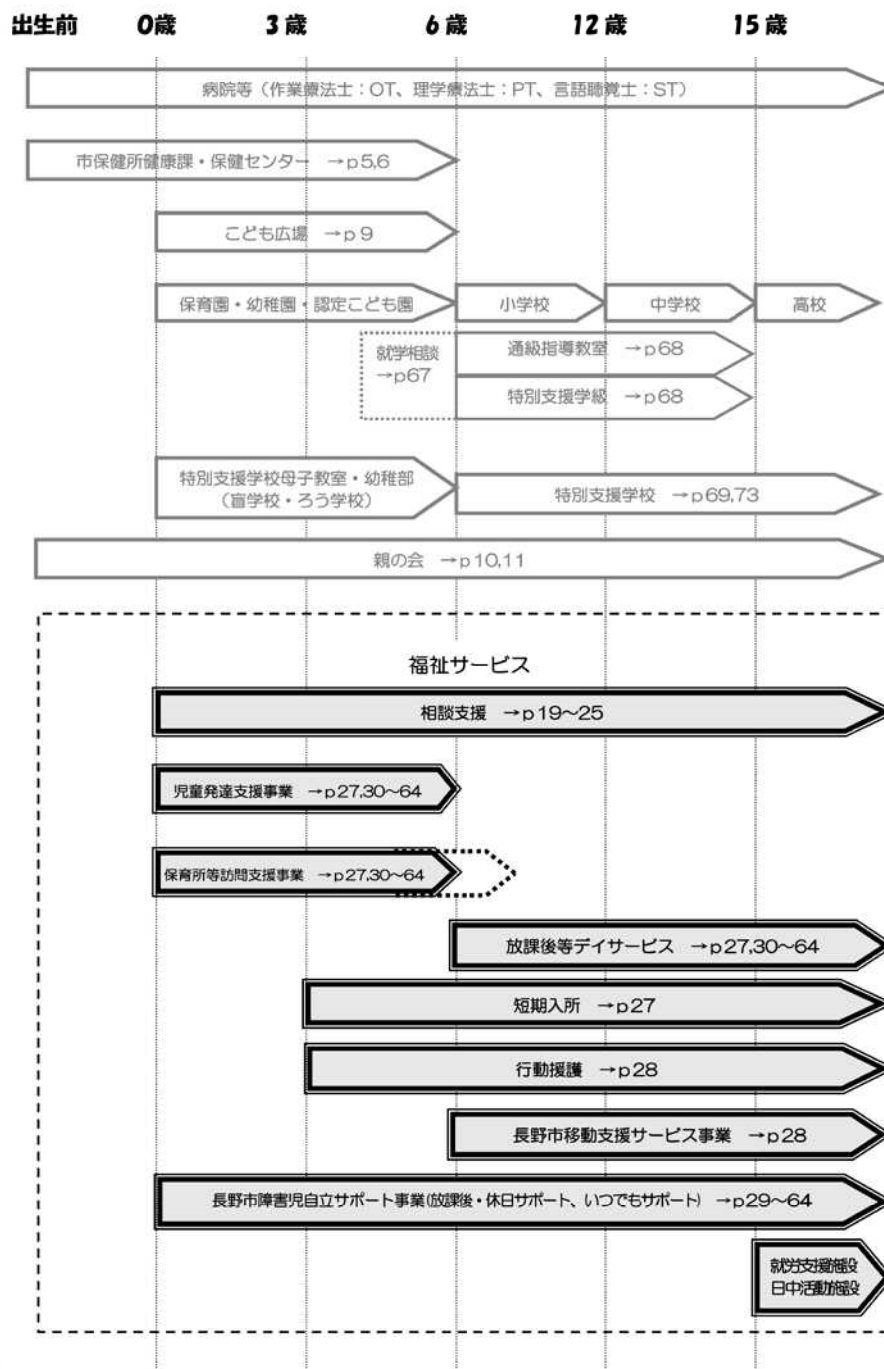 出生前 0歳 3歳 6歳 12歳 15歳
病院等（作業療法士：OT、理学療法士：PT、言語聴覚士：ST）
市保健所健康課・保健センター →p5,6
こども広場 →p9
保育園・幼稚園・認定こども園 小学校 中学校 高校
就学相談
→p67
通級指導教室 →p68
特別支援学級 →p68
特別支援学校母子教室・幼稚部
（盲学校・ろう学校）
特別支援学校 →p69,73
親の会 →p10,11
福祉サービス
相談支援 →p19～25
児童発達支援事業 →p27,30～64
保育所等訪問支援事業 →p27,30～64
放課後等デイサービス →p27,30～64
短期入所 →p27
行動援護 →p28
長野市移動支援サービス事業 →p28
長野市障害児自立サポート事業(放課後・休日サポート、いつでもサポート) →p29～64
就労支援施設
日中活動施設